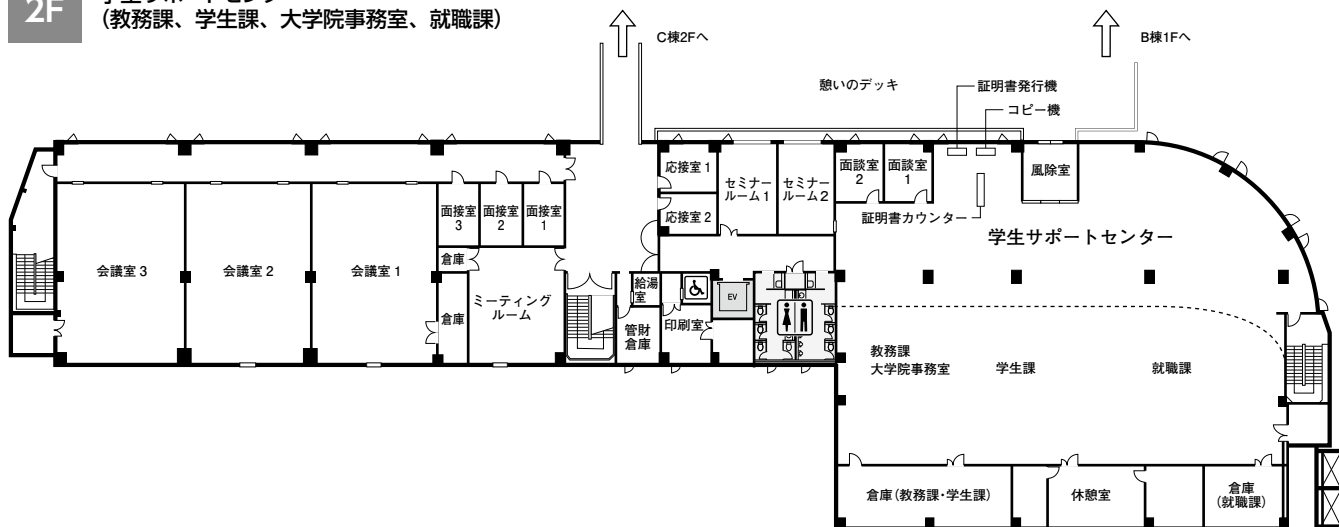 2F
(教務課、学生課、大学院事務室、就職課)
C棟2Fへ
B棟1Fへ
憩いのデッキ
証明書発行機
コピー機
応接室1
応接室2
セミナー
ルーム1
セミナー
ルーム2
面談室
2
面談室
1
風除室
証明書カウンター
学生サポートセンター
面接室
3
面接室
2
面接室
1
会議室3
会議室2
会議室1
倉庫
倉庫
ミーティング
ルーム
給湯
室
管財
倉庫
印刷室
EV
教務課
大学院事務室
学生課
就職課
倉庫(教務課・学生課)
休憩室
倉庫
(就職課)